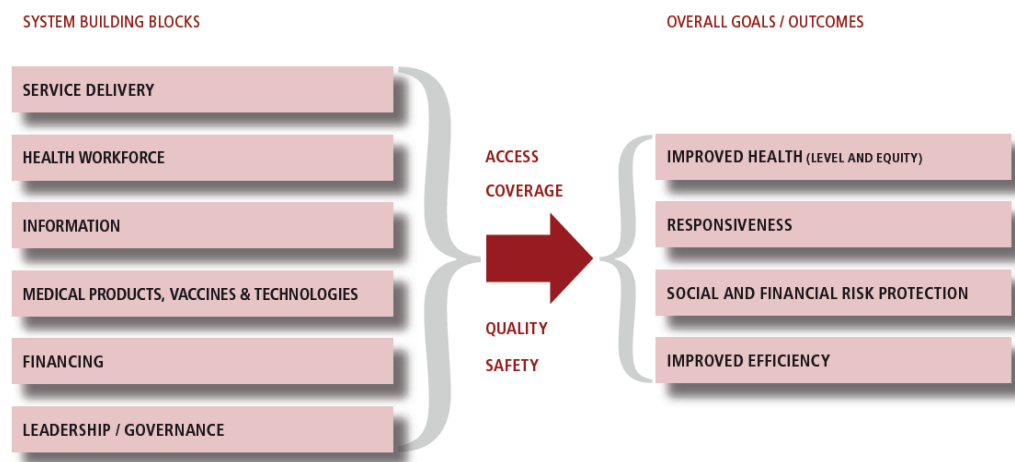 SYSTEM BUILDING BLOCKS
SERVICE DELIVERY
HEALTH WORKFORCE
INFORMATION
MEDICAL PRODUCTS, VACCINES & TECHNOLOGIES
FINANCING
LEADERSHIP / GOVERNANCE
ACCESS
COVERAGE
QUALITY
SAFETY
OVERALL GOALS / OUTCOMES
IMPROVED HEALTH (LEVEL AND EQUITY)
RESPONSIVENESS
SOCIAL AND FINANCIAL RISK PROTECTION
IMPROVED EFFICIENCY